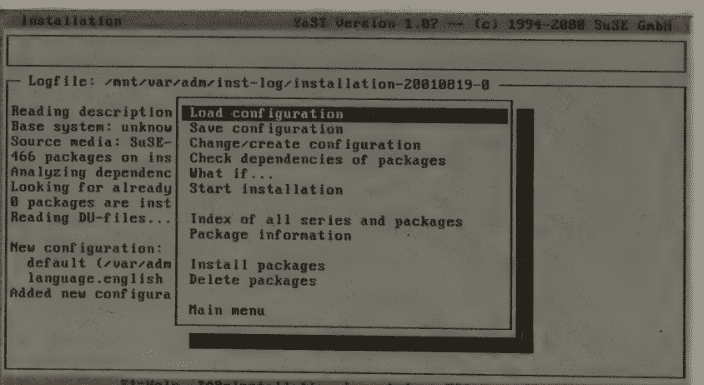 Installation YaST Version 1.07 -- (c) 1994-2000 SuSE GmbH
Logfile: /mnt/var/adm/inst-log/installation-20010819-0
Reading description
Base system: unknow
Source media: SuSE-
466 packages on ins
Analyzing dependenc
Looking for already
0 packages are inst
Reading DU-files...
New configuration:
default (/var/adm
language.english
Added new configura
Load configuration
Save configuration
Change/create configuration
Check dependencies of packages
What if...
Start installation
Index of all series and packages
Package information
Install packages
Delete packages
Main menu
F1=Help